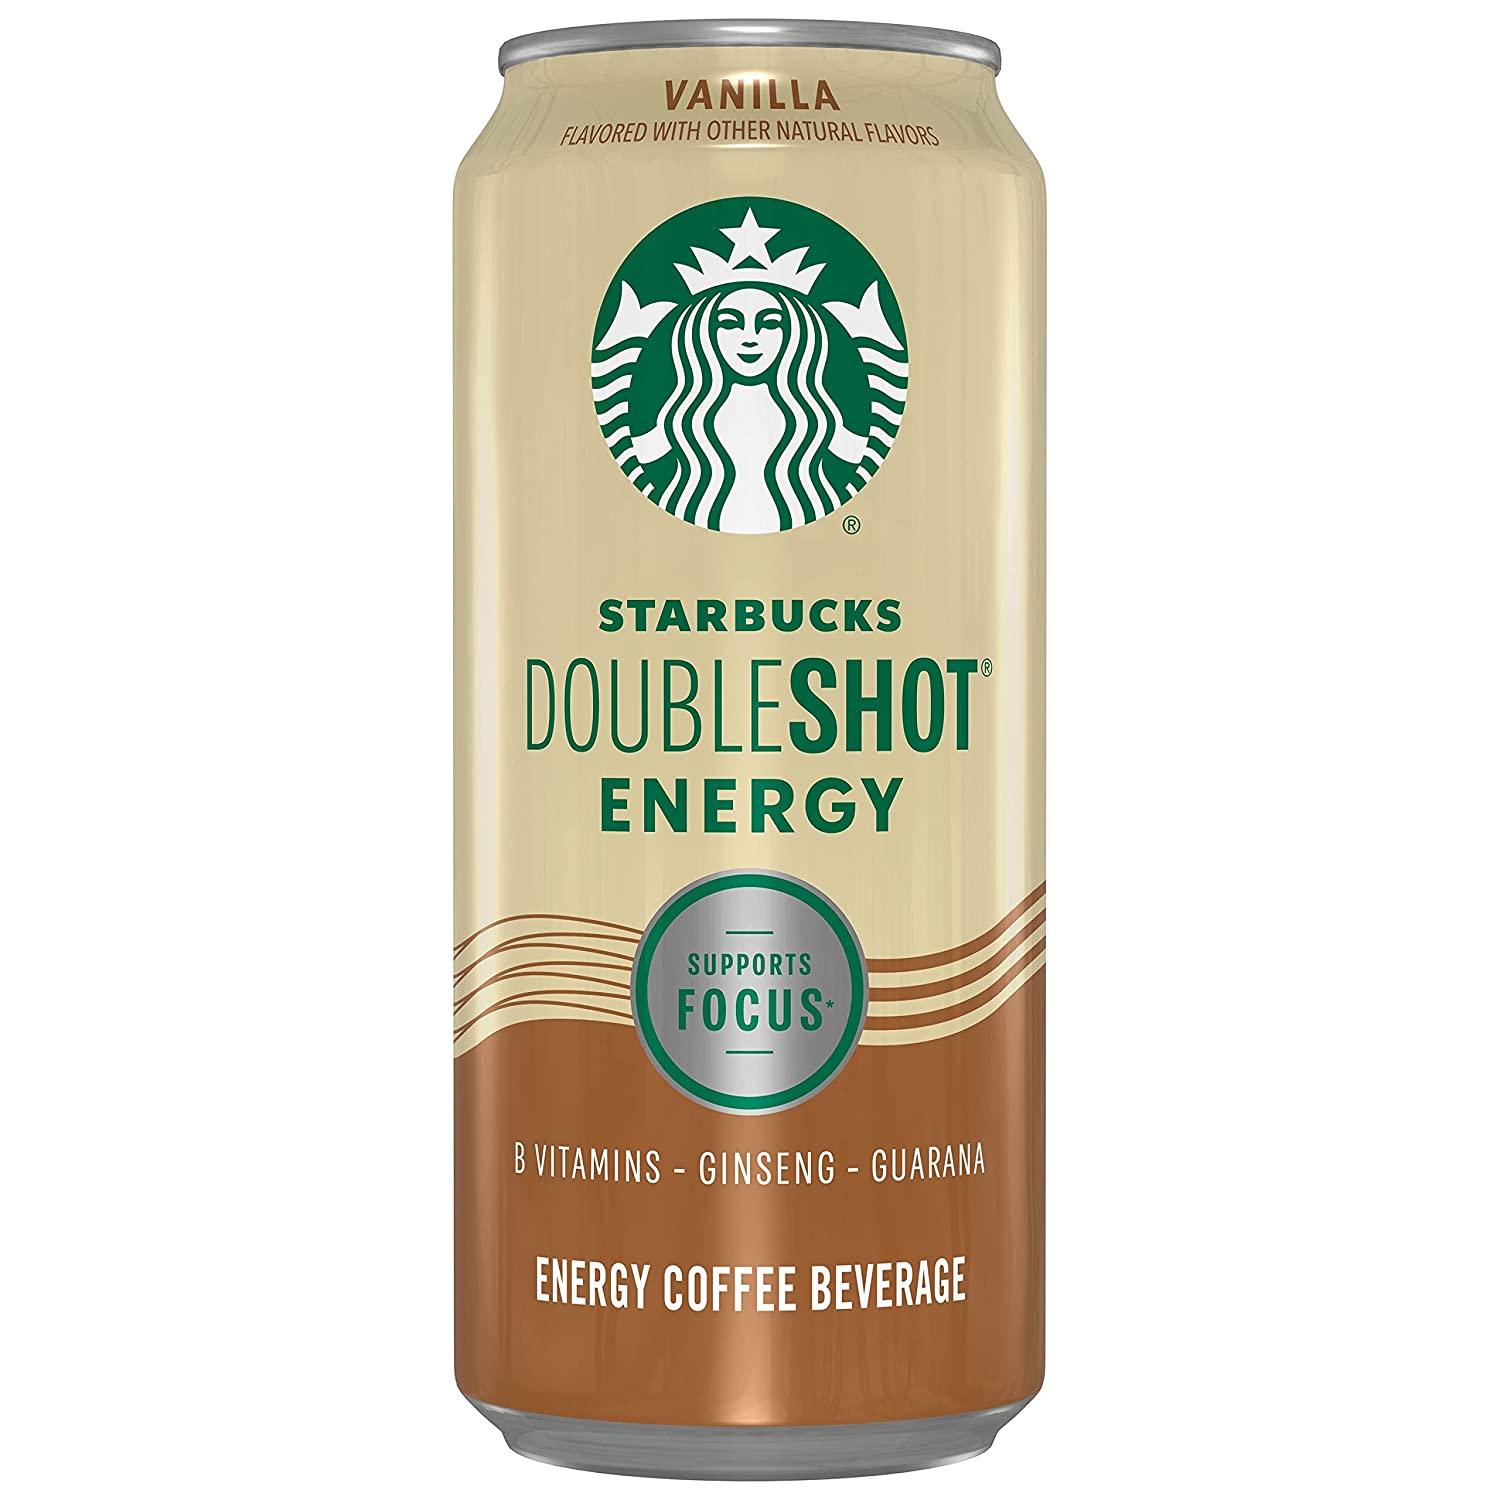 VANILLA
FLAVORED WITH OTHER NATURAL FLAVORS
®
STARBUCKS
DOUBLESHOT®
ENERGY
SUPPORTS
FOCUS*
B VITAMINS - GINSENG - GUARANA
ENERGY COFFEE BEVERAGE